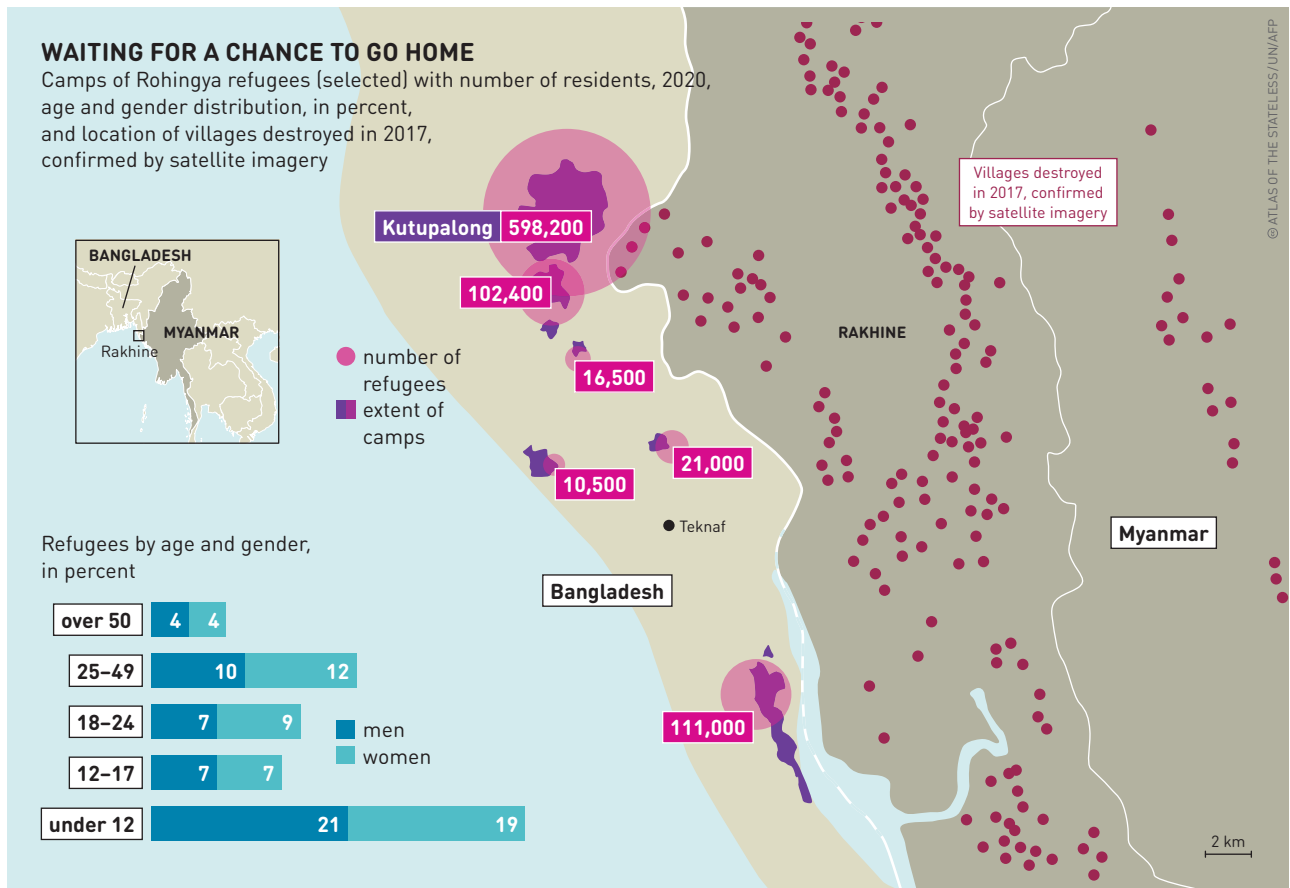 WAITING FOR A CHANCE TO GO HOME
Camps of Rohingya refugees (selected) with number of residents, 2020,
age and gender distribution, in percent,
and location of villages destroyed in 2017,
confirmed by satellite imagery
© ATLAS OF THE STATELESS/UN/AFP
Villages destroyed
in 2017, confirmed
by satellite imagery
Kutupalong 598,200
102,400
BANGLADESH
MYANMAR
Rakhine
RAKHINE
number of
refugees
extent of
camps
16,500
21,000
10,500
Teknaf
Myanmar
Bangladesh
111,000
Refugees by age and gender,
in percent
over 50 4 4
25–49 10 12
18–24 7 9
12–17 7 7
under 12 21 19
men
women
2 km